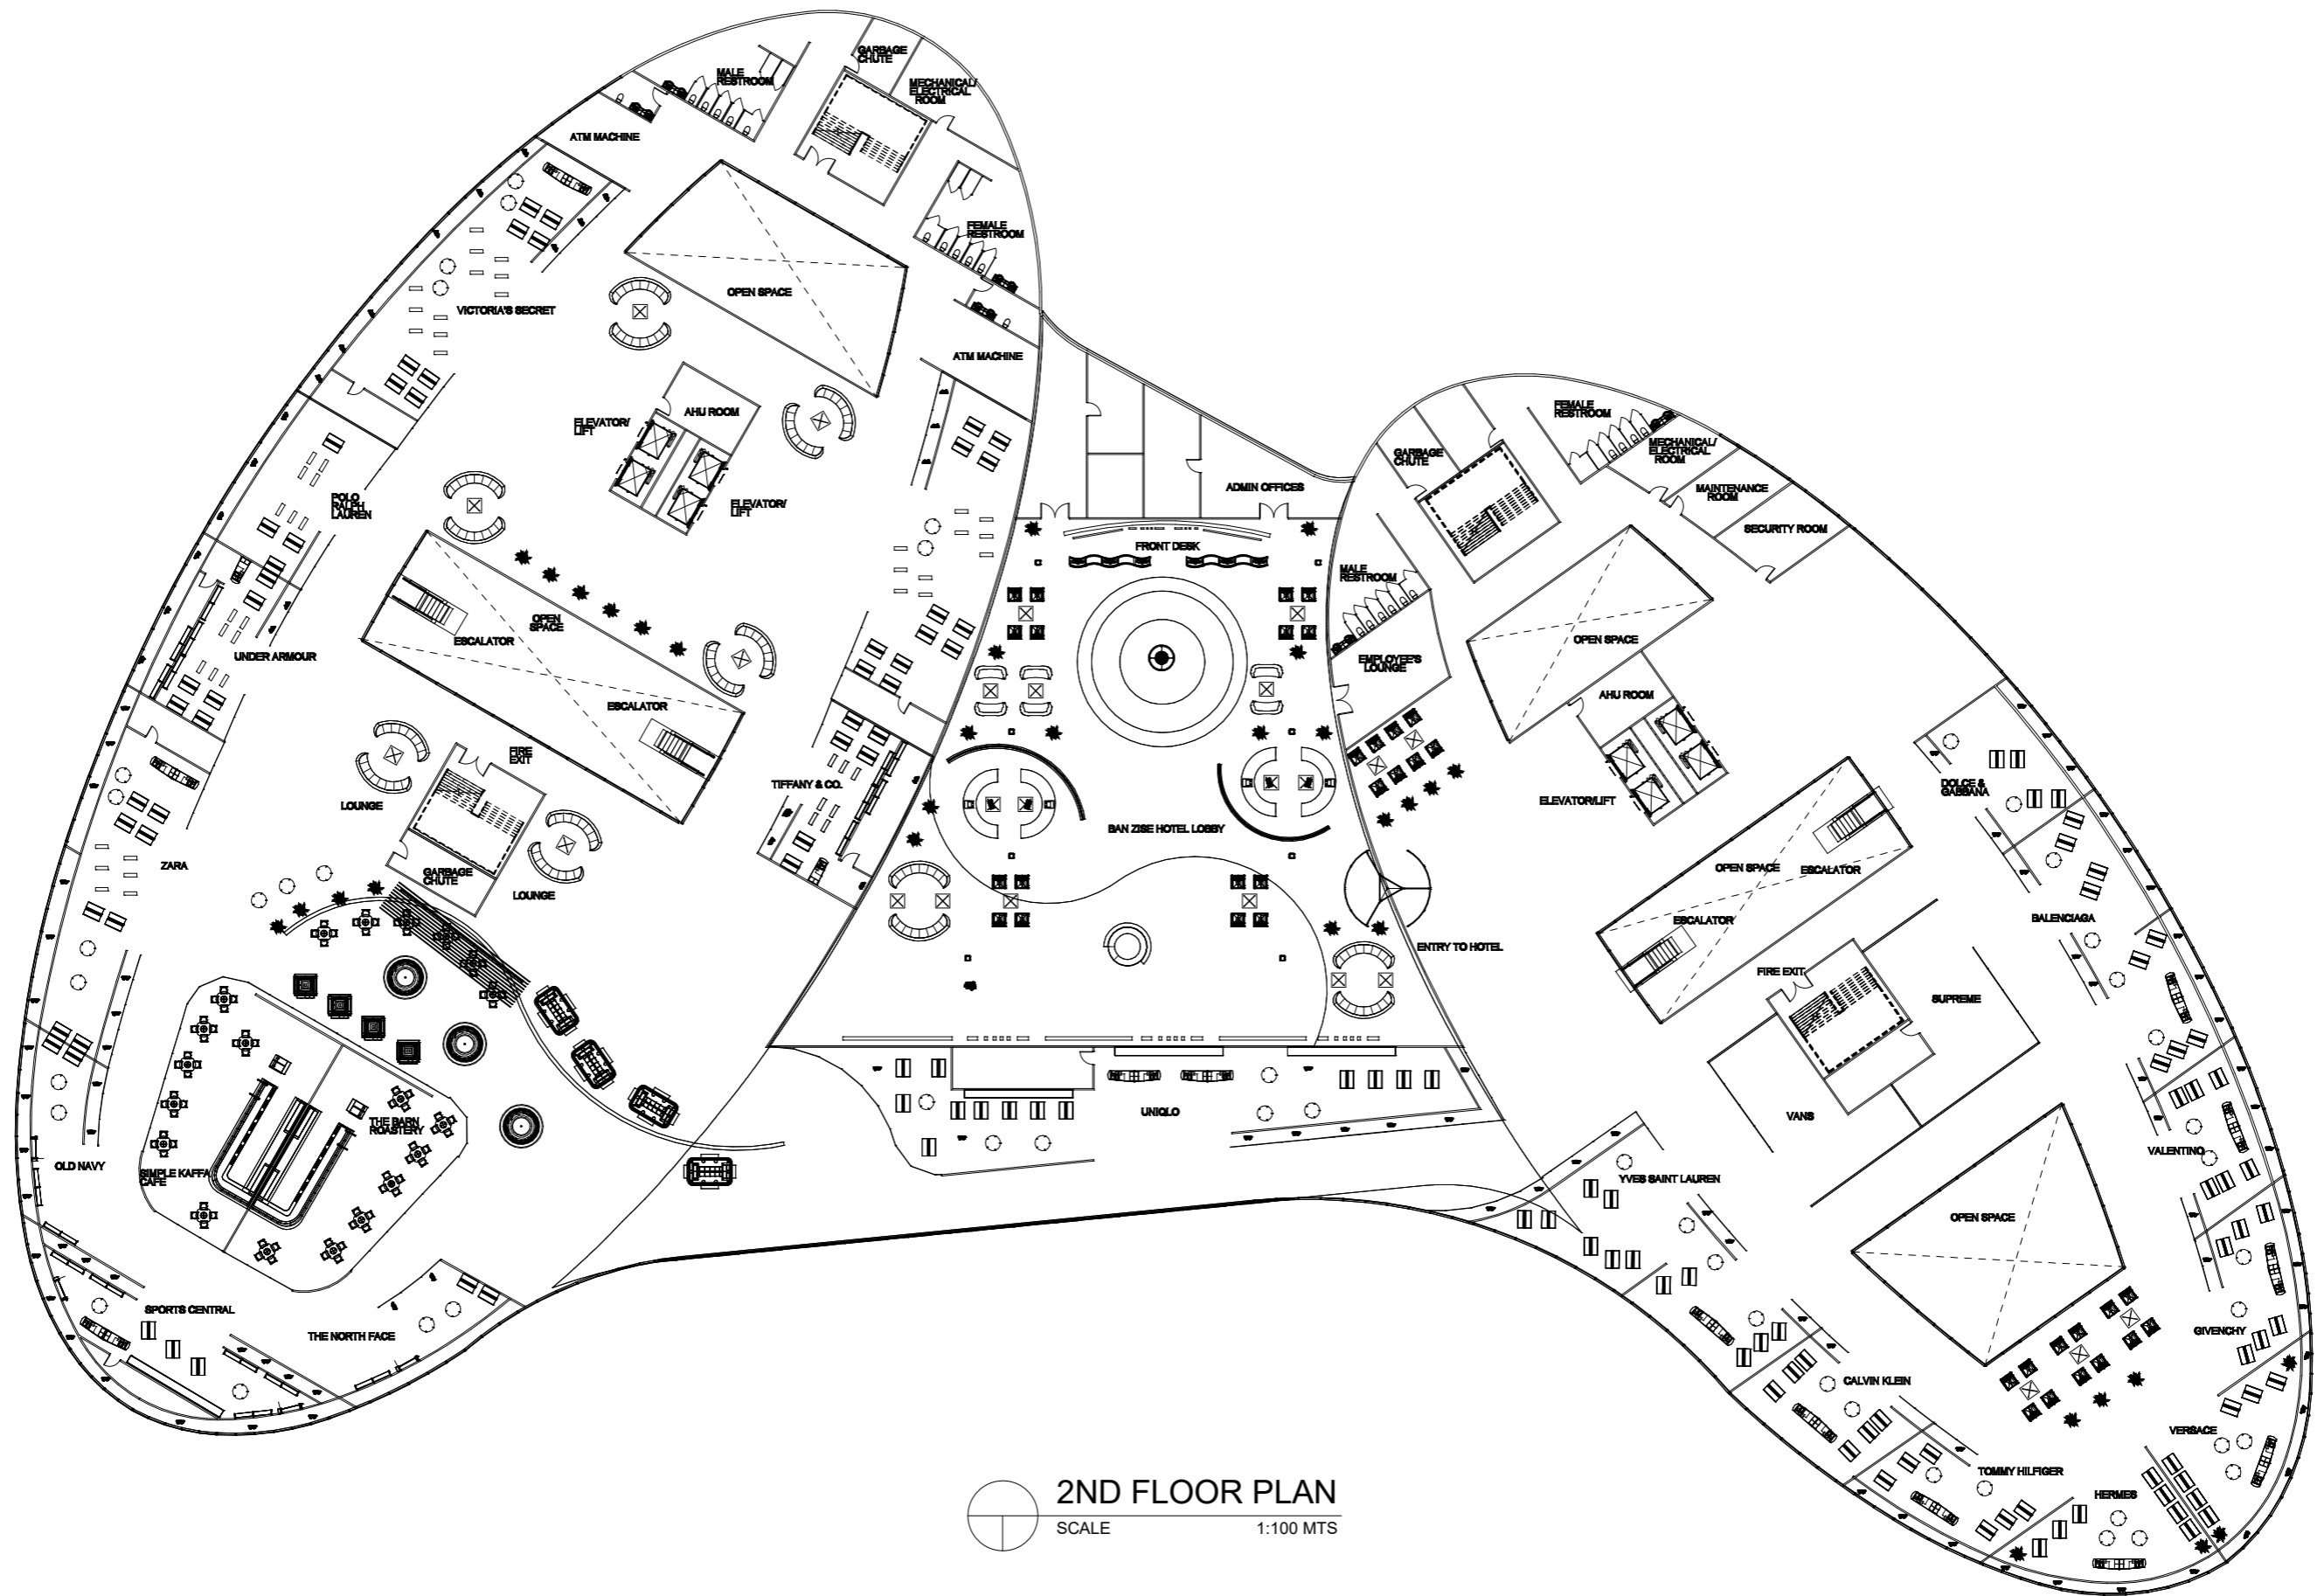 GARBAGE
CHUTE
MALE
RESTROOM
MECHANICAL/
ELECTRICAL
ROOM
ATM MACHINE
FEMALE
RESTROOM
OPEN SPACE
VICTORIA'S SECRET
ATM MACHINE
AHU ROOM
ELEVATOR/
LIFT
ELEVATOR/
LIFT
POLO
RALPH
LAUREN
OPEN
SPACE
ESCALATOR
UNDER ARMOUR
ESCALATOR
FIRE
EXIT
TIFFANY & CO.
LOUNGE
ZARA
GARBAGE
CHUTE
LOUNGE
THE BARN
ROASTERY
OLD NAVY
SIMPLE KAFFA
CAFE
SPORTS CENTRAL
THE NORTH FACE
ADMIN OFFICES
FRONT DESK
BAN ZISE HOTEL LOBBY
ENTRY TO HOTEL
UNIQLO
FEMALE
RESTROOM
GARBAGE
CHUTE
MECHANICAL/
ELECTRICAL
ROOM
MAINTENANCE
ROOM
SECURITY ROOM
MALE
RESTROOM
EMPLOYEE'S
LOUNGE
OPEN SPACE
AHU ROOM
ELEVATOR/LIFT
DOLCE &
GABBANA
OPEN SPACE
ESCALATOR
ESCALATOR
BALENCIAGA
FIRE EXIT
SUPREME
VANS
VALENTINO
YVES SAINT LAUREN
OPEN SPACE
GIVENCHY
CALVIN KLEIN
VERSACE
TOMMY HILFIGER
HERMES
2ND FLOOR PLAN
SCALE 1:100 MTS